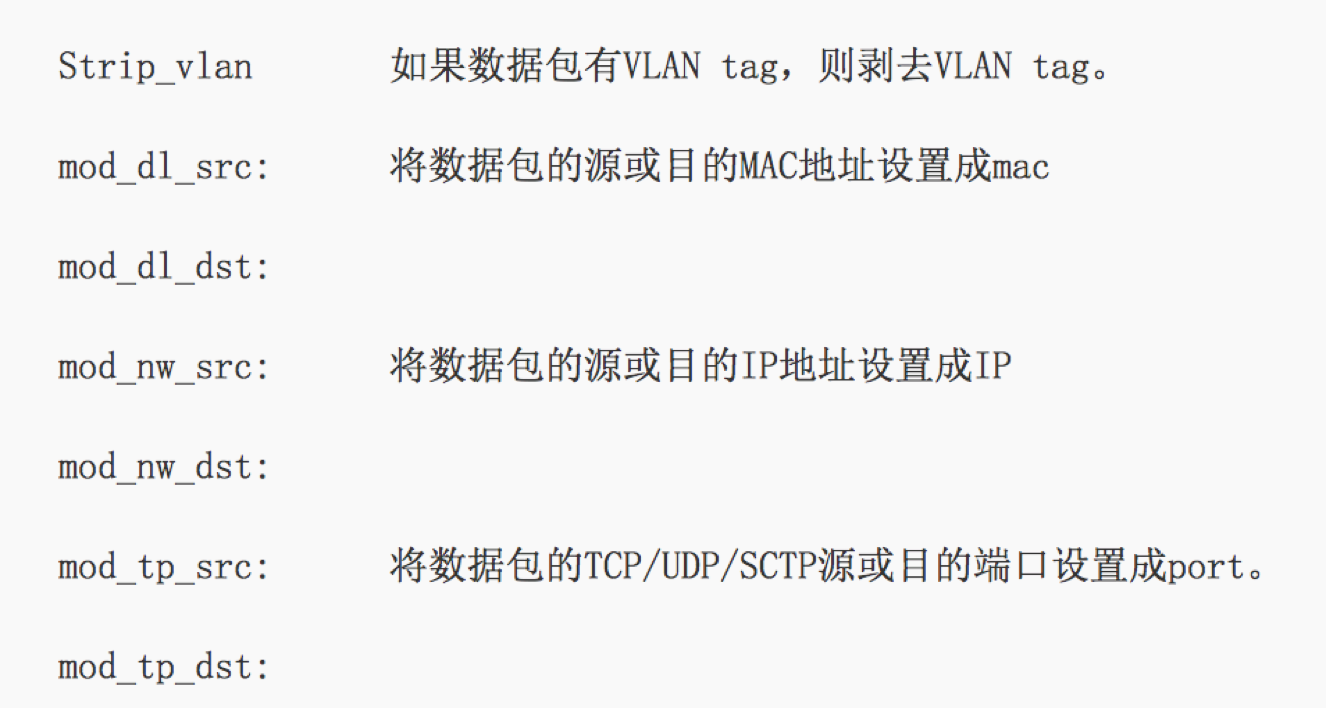 Strip_vlan 如果数据包有VLAN tag，则剥去VLAN tag。
mod_dl_src: 将数据包的源或目的MAC地址设置成mac
mod_dl_dst:
mod_nw_src: 将数据包的源或目的IP地址设置成IP
mod_nw_dst:
mod_tp_src: 将数据包的TCP/UDP/SCTP源或目的端口设置成port。
mod_tp_dst: